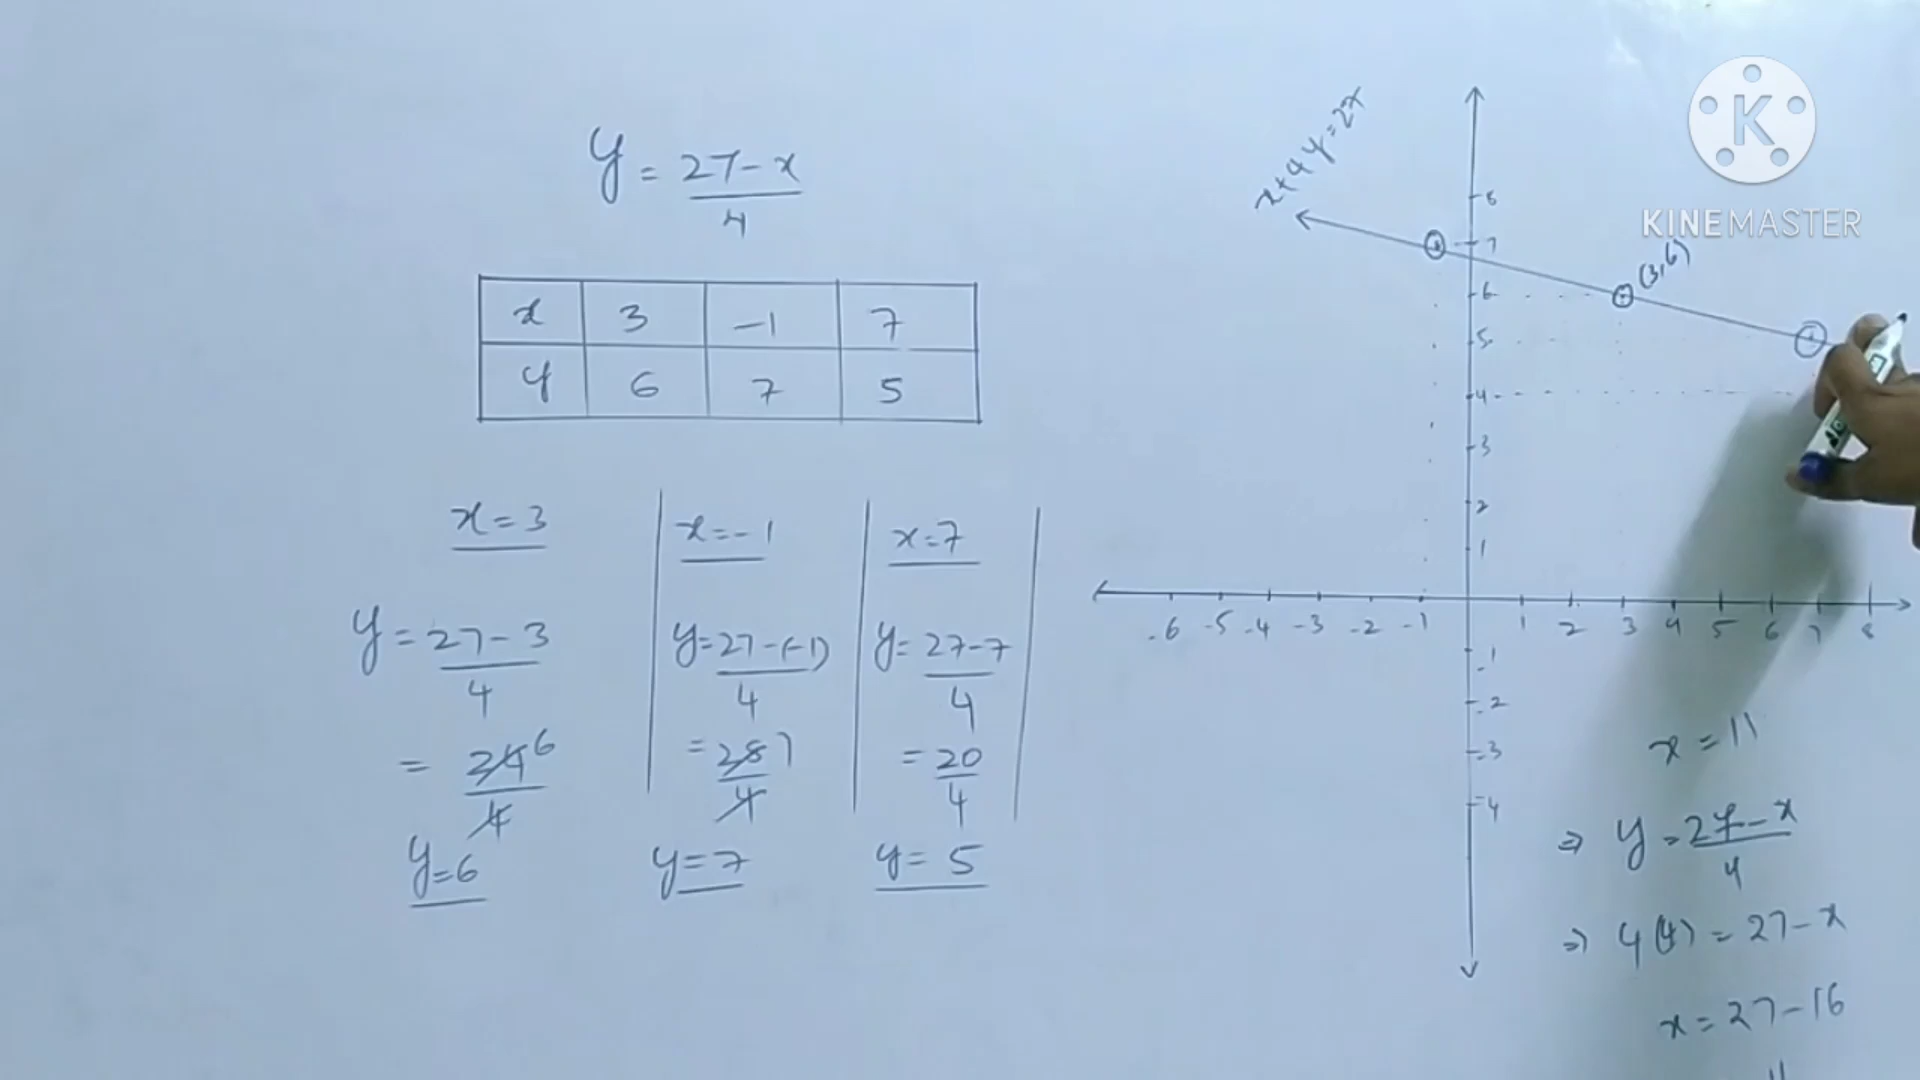 y = 27-x
4
x 3 -1 7
y 6 7 5
x=3
y = 27-3
4
= 24 6
4
y=6
x=-1
y=27-(-1)
4
= 28 7
4
y=7
x=7
y= 27-7
4
= 20
4
y= 5
x+4y=27
K
KINEMASTER
8
7
6
(3,6)
5
4
3
2
1
-6 -5 -4 -3 -2 -1 1 2 3 4 5 6 7 8
-1
-2
-3
-4
x = 11
⇒ y = 27-x
4
⇒ 4(4) = 27-x
x = 27-16
11